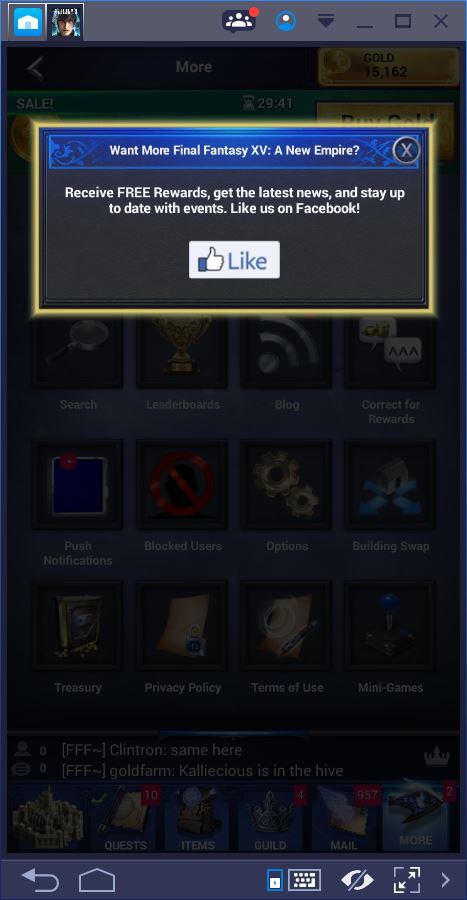 More
GOLD
15,162
SALE!
29:41
Buy Gold
Want More Final Fantasy XV: A New Empire?
X
Receive FREE Rewards, get the latest news, and stay up
to date with events. Like us on Facebook!
Like
Search
Leaderboards
Blog
Correct for
Rewards
Push
Notifications
Blocked Users
Options
Building Swap
Treasury
Privacy Policy
Terms of Use
Mini-Games
0
[FFF~] Clintron: same here
0
[FFF~] goldfarm: Kalliecious is in the hive
10
4
957
2
QUESTS
ITEMS
GUILD
MAIL
MORE